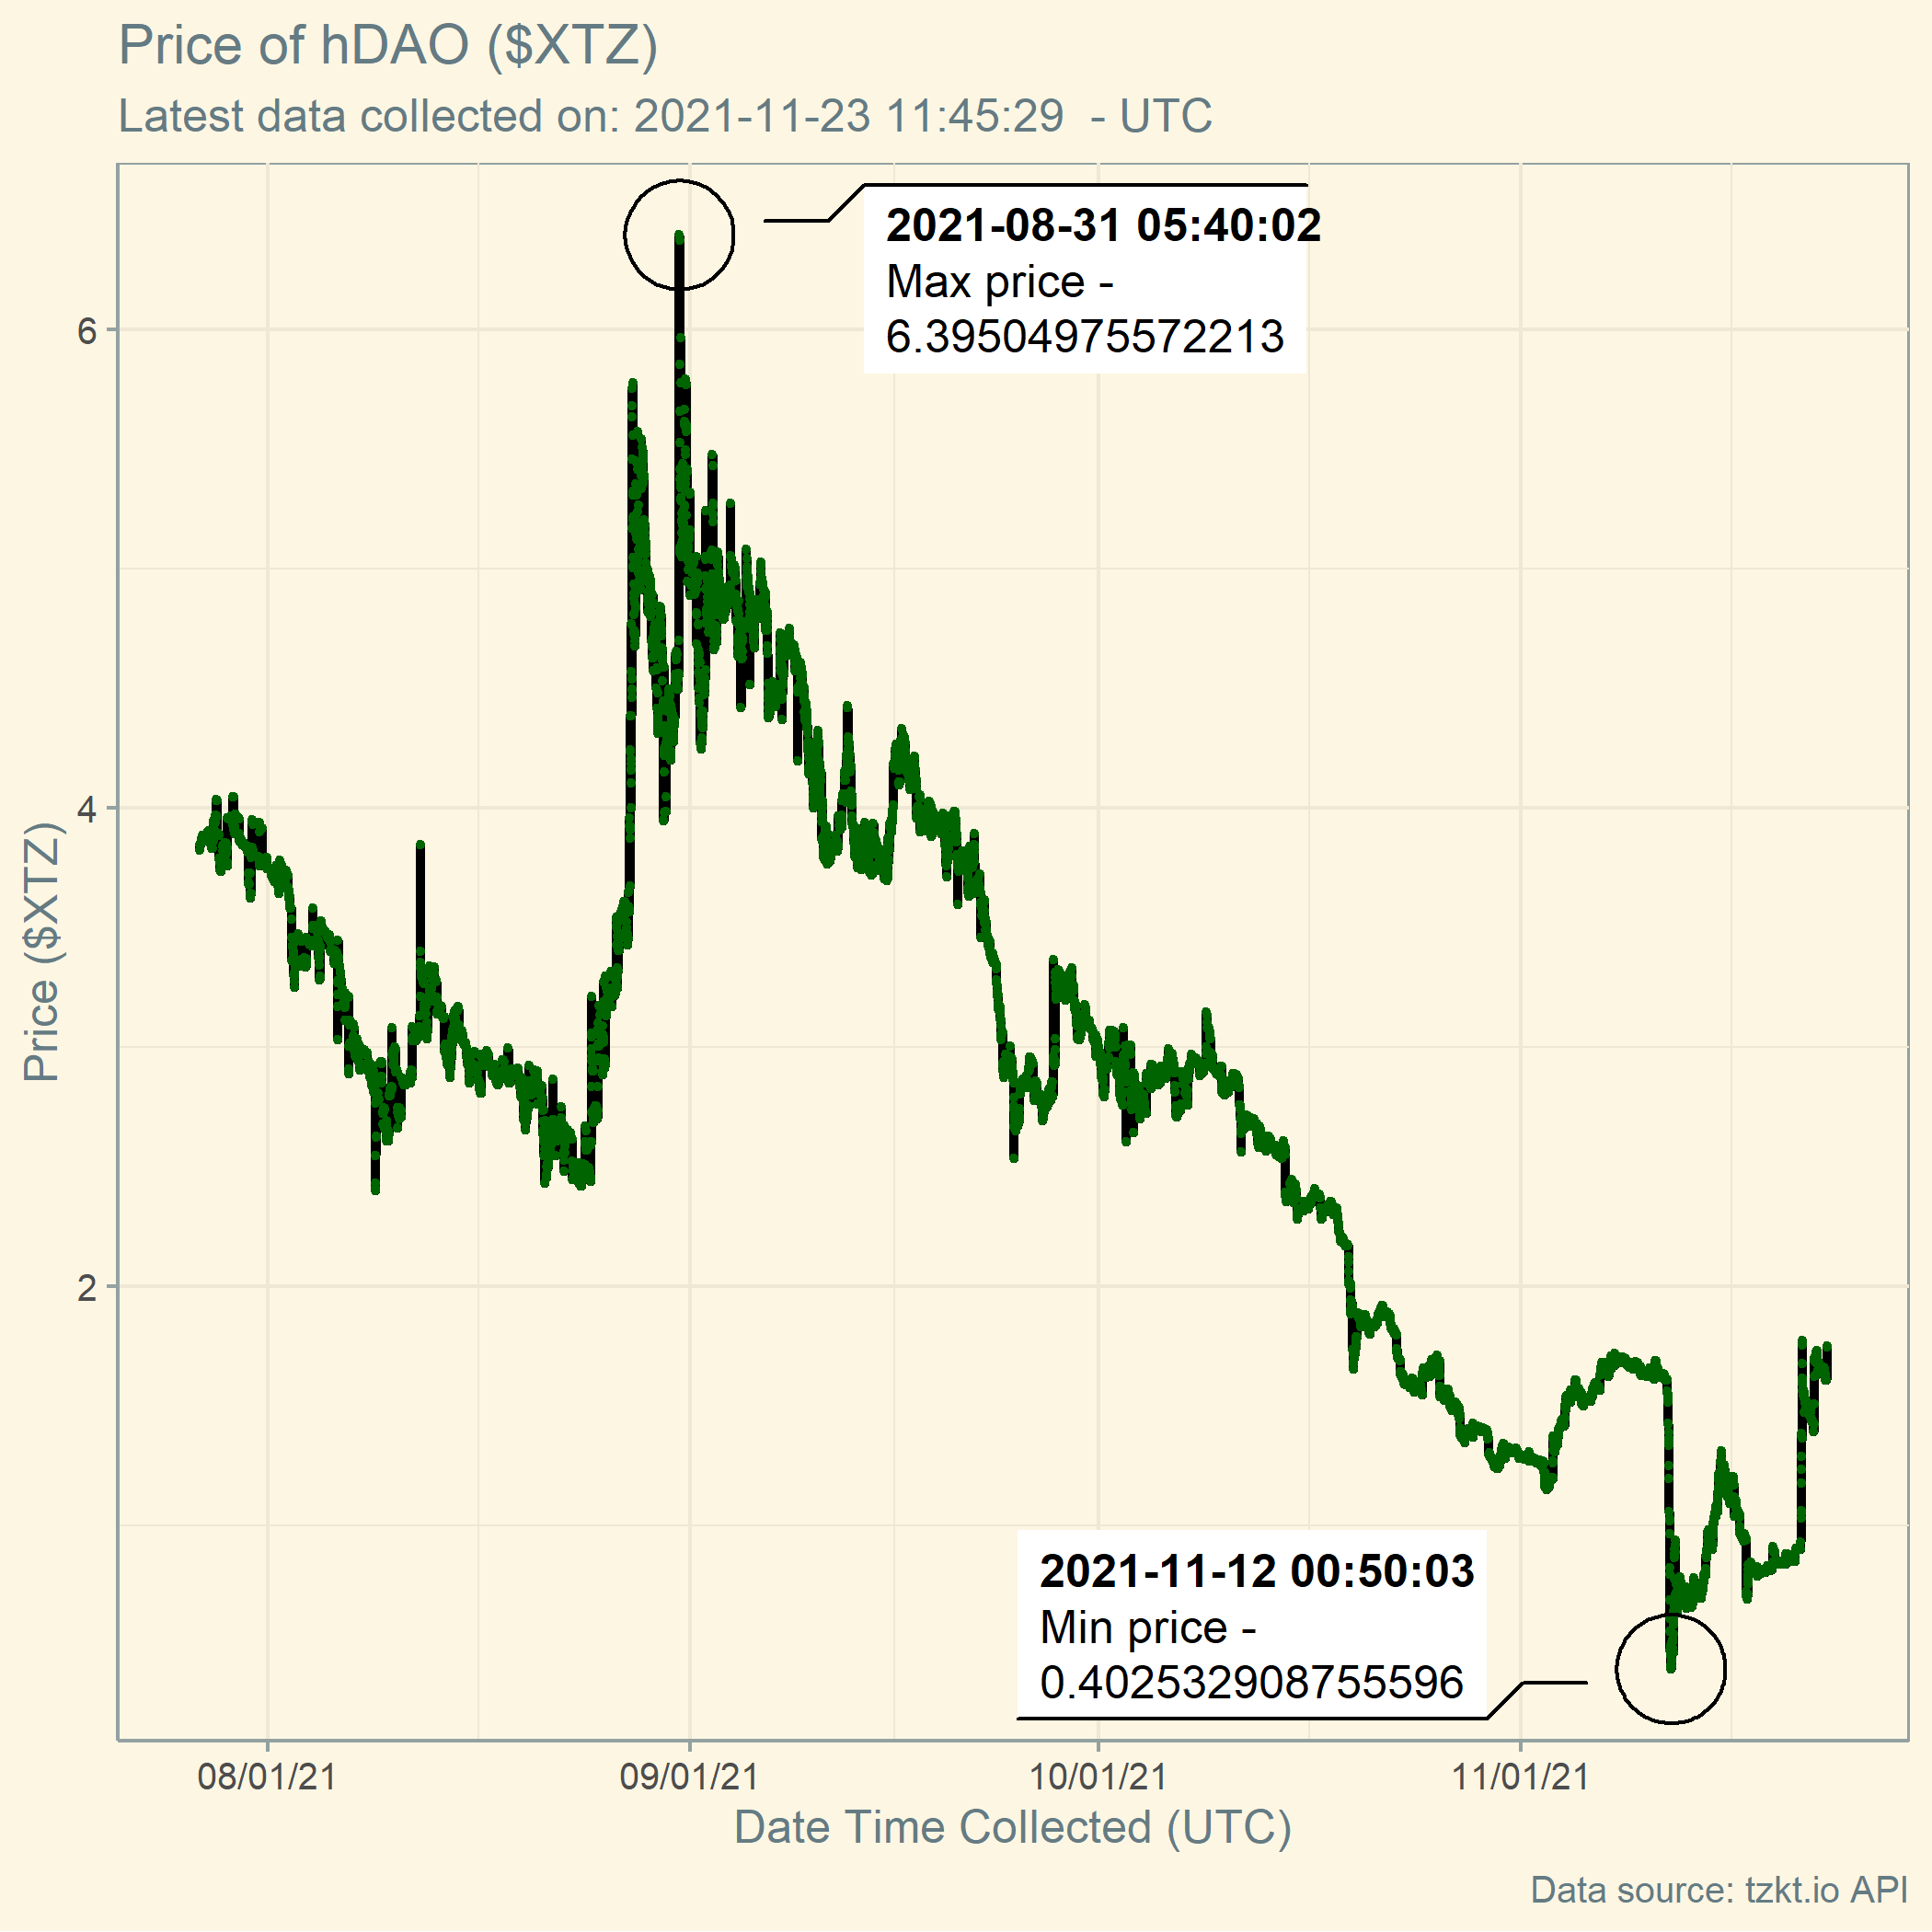 Price of hDAO ($XTZ)
Latest data collected on: 2021-11-23 11:45:29  - UTC
2021-08-31 05:40:02
Max price -
6.39504975572213
6
4
2
Price ($XTZ)
2021-11-12 00:50:03
Min price -
0.402532908755596
08/01/21
09/01/21
10/01/21
11/01/21
Date Time Collected (UTC)
Data source: tzkt.io API